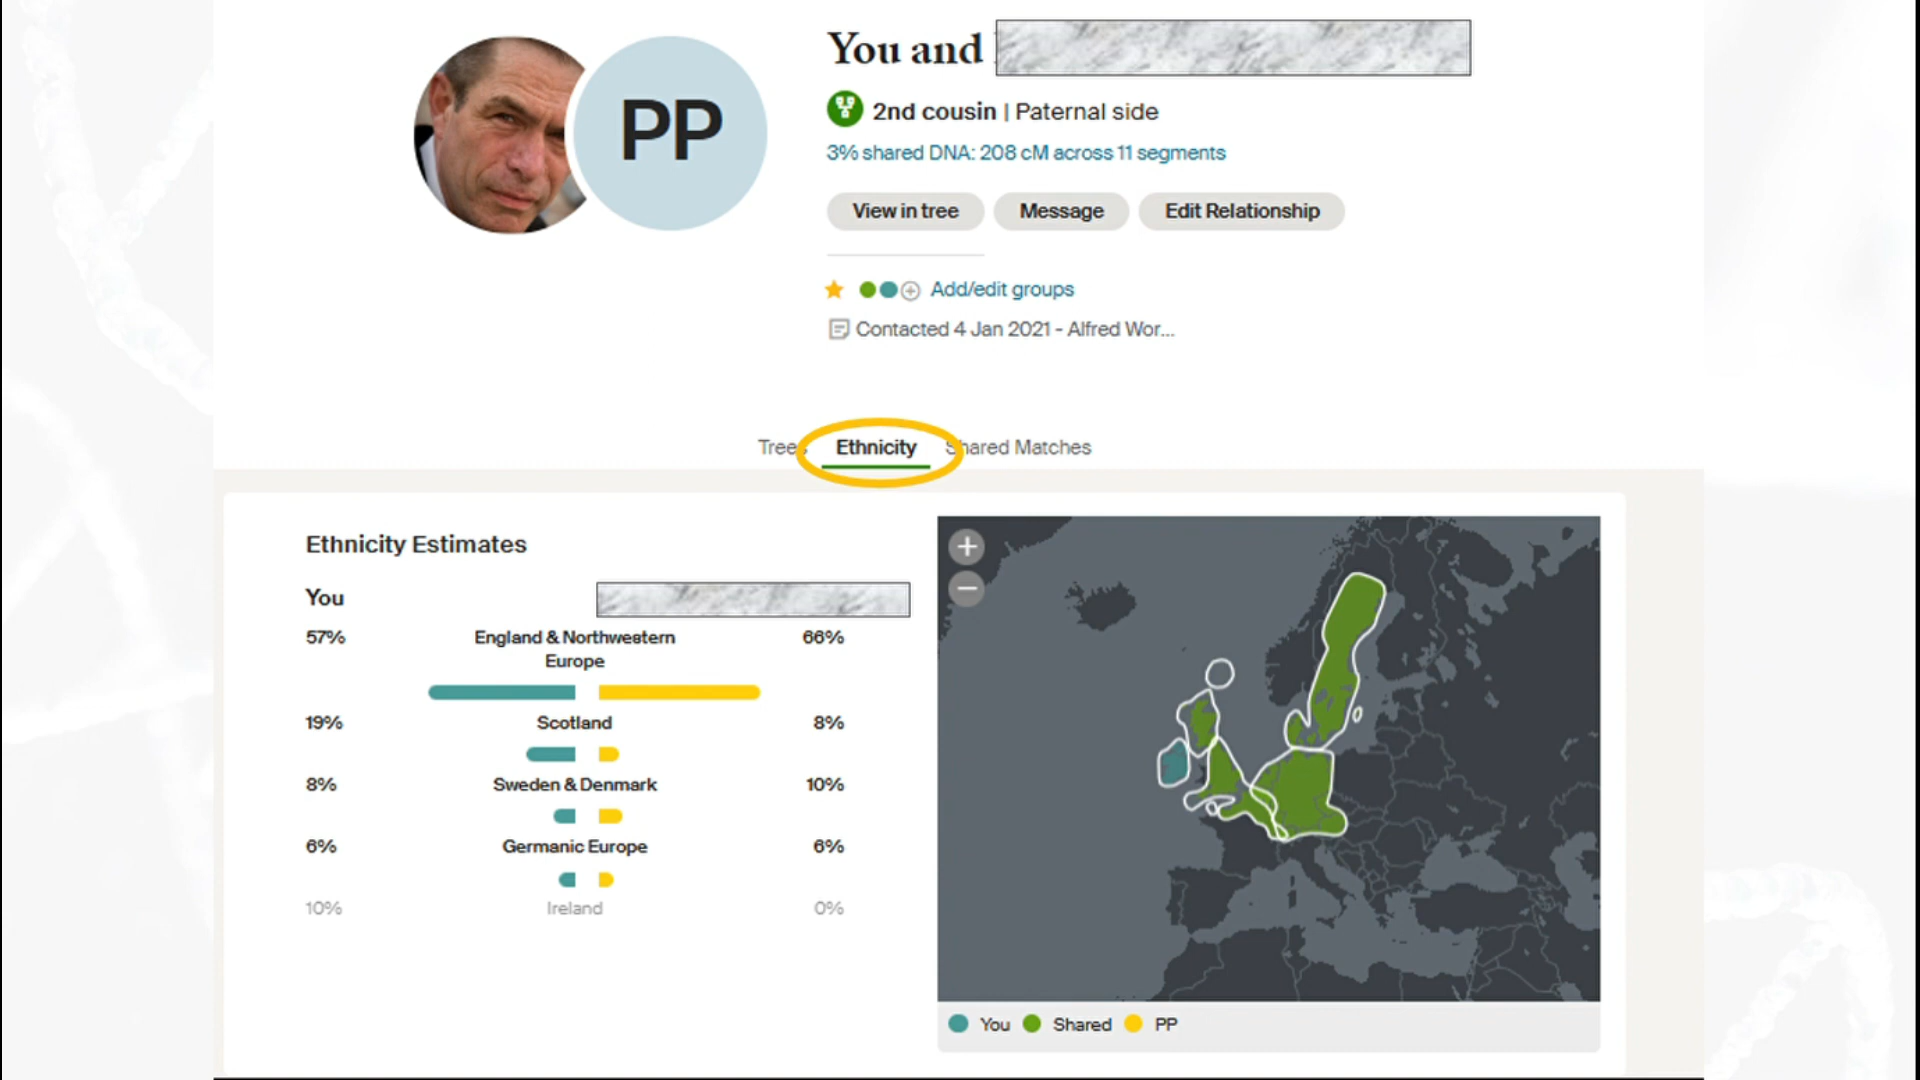 You and
2nd cousin | Paternal side
3% shared DNA: 208 cM across 11 segments
View in tree Message Edit Relationship
Add/edit groups
Contacted 4 Jan 2021 - Alfred Wor...
Trees Ethnicity Shared Matches
Ethnicity Estimates
You
57% England & Northwestern Europe 66%
19% Scotland 8%
8% Sweden & Denmark 10%
6% Germanic Europe 6%
10% Ireland 0%
PP
+
−
You Shared PP